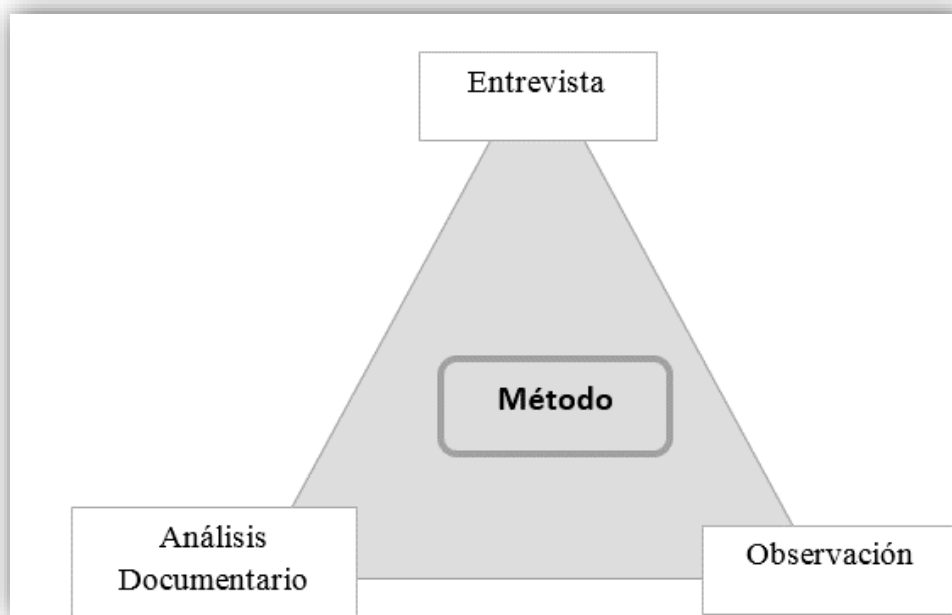 Entrevista
Método
Análisis
Documentario
Observación